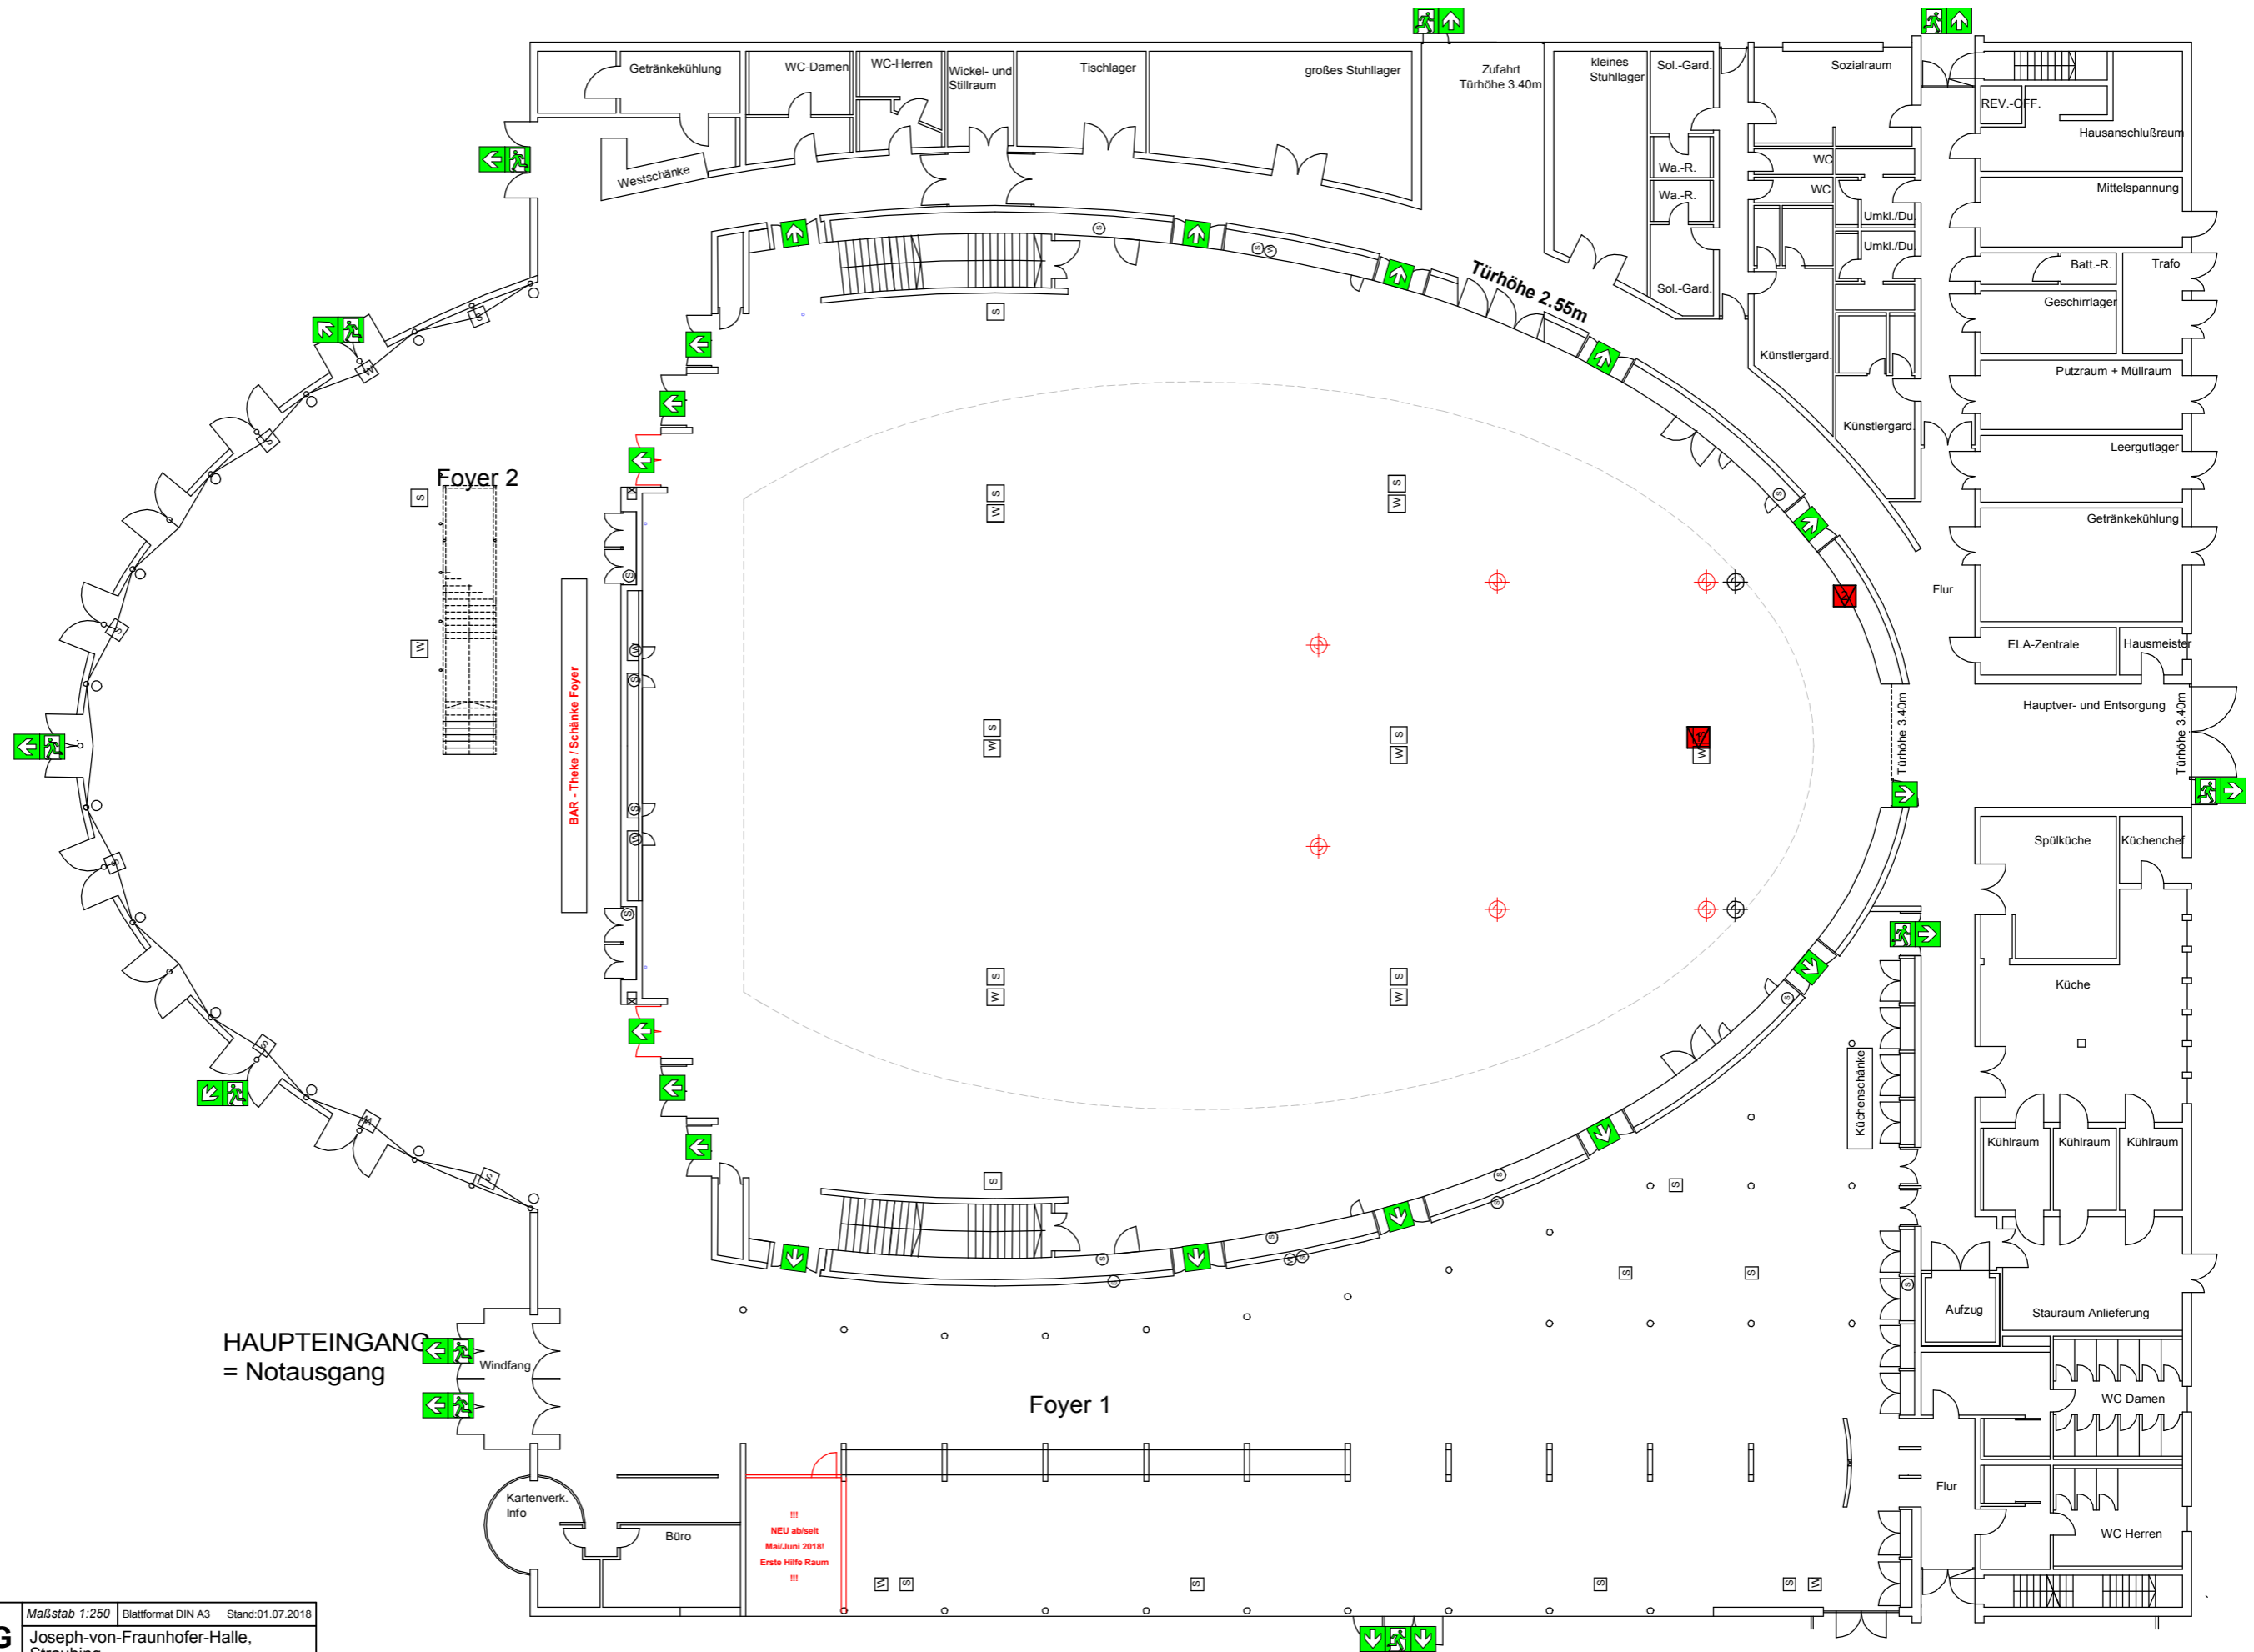 Getränkekühlung
WC-Damen
WC-Herren
Wickel- und
Stillraum
Tischlager
großes Stuhllager
Zufahrt
Türhöhe 3.40m
kleines
Stuhllager
Sol.-Gard.
Sozialraum
REV.-OFF.
Hausanschlußraum
Westschänke
Wa.-R.
WC
Wa.-R.
WC
Mittelspannung
Umkl./Du.
Umkl./Du.
Batt.-R.
Trafo
Türhöhe 2.55m
Sol.-Gard.
Geschirrlager
Künstlergard.
Putzraum + Müllraum
Künstlergard.
Leergutlager
Foyer 2
Getränkekühlung
Flur
ELA-Zentrale
Hausmeister
BAR - Theke / Schänke Foyer
Hauptver- und Entsorgung
Türhöhe 3.40m
Türhöhe 3.40m
Spülküche
Küchenchef
Küche
Küchenschänke
Kühlraum
Kühlraum
Kühlraum
Aufzug
Stauraum Anlieferung
HAUPTEINGANG
= Notausgang
Windfang
Foyer 1
WC Damen
Kartenverk.
Info
Büro
!!!
NEU ab/seit
Mai/Juni 2018!
Erste Hilfe Raum
!!!
Flur
WC Herren
Maßstab 1:250
Blattformat DIN A3
Stand:01.07.2018
G
Joseph-von-Fraunhofer-Halle,
Straubing